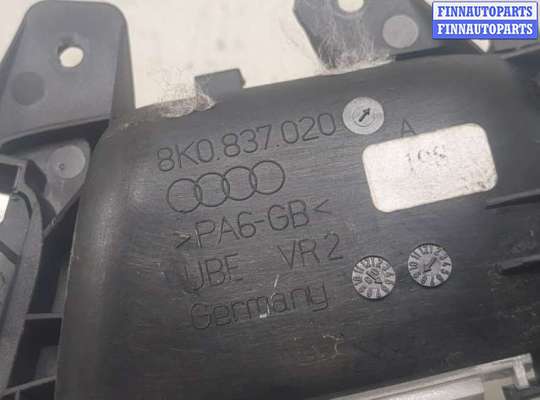 FINNAUTOPARTS
FINNAUTOPARTS
8K0.837.020 A
>PA6-GB<
UBE VR2
Germany